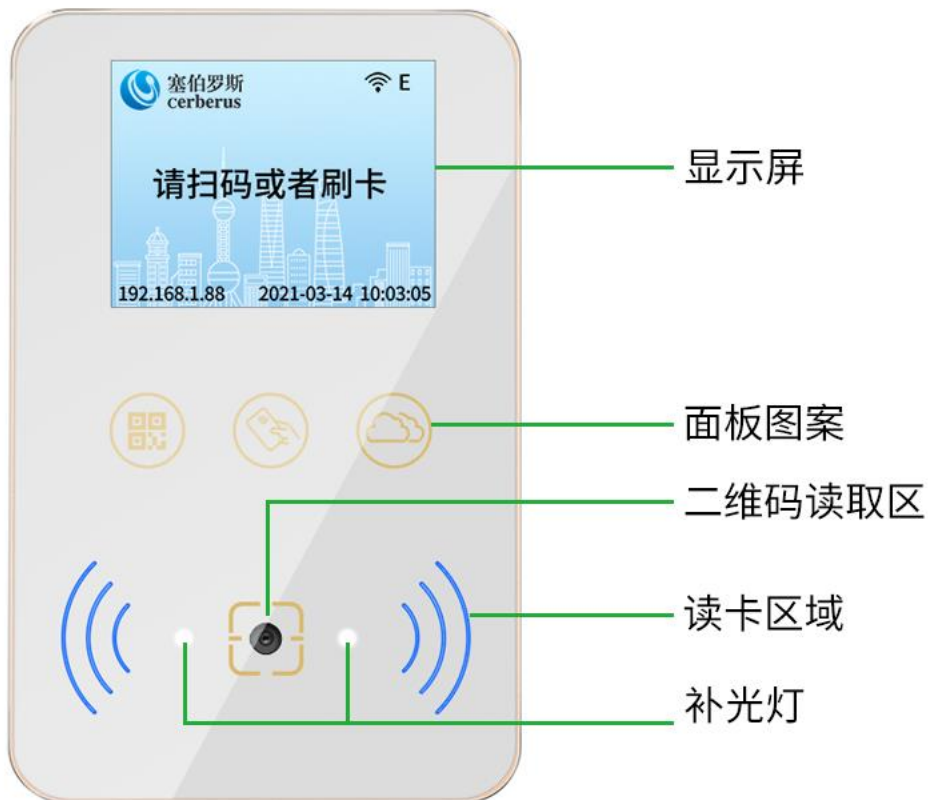 塞伯罗斯
cerberus
E
请扫码或者刷卡
192.168.1.88 2021-03-14 10:03:05
显示屏
面板图案
二维码读取区
读卡区域
补光灯